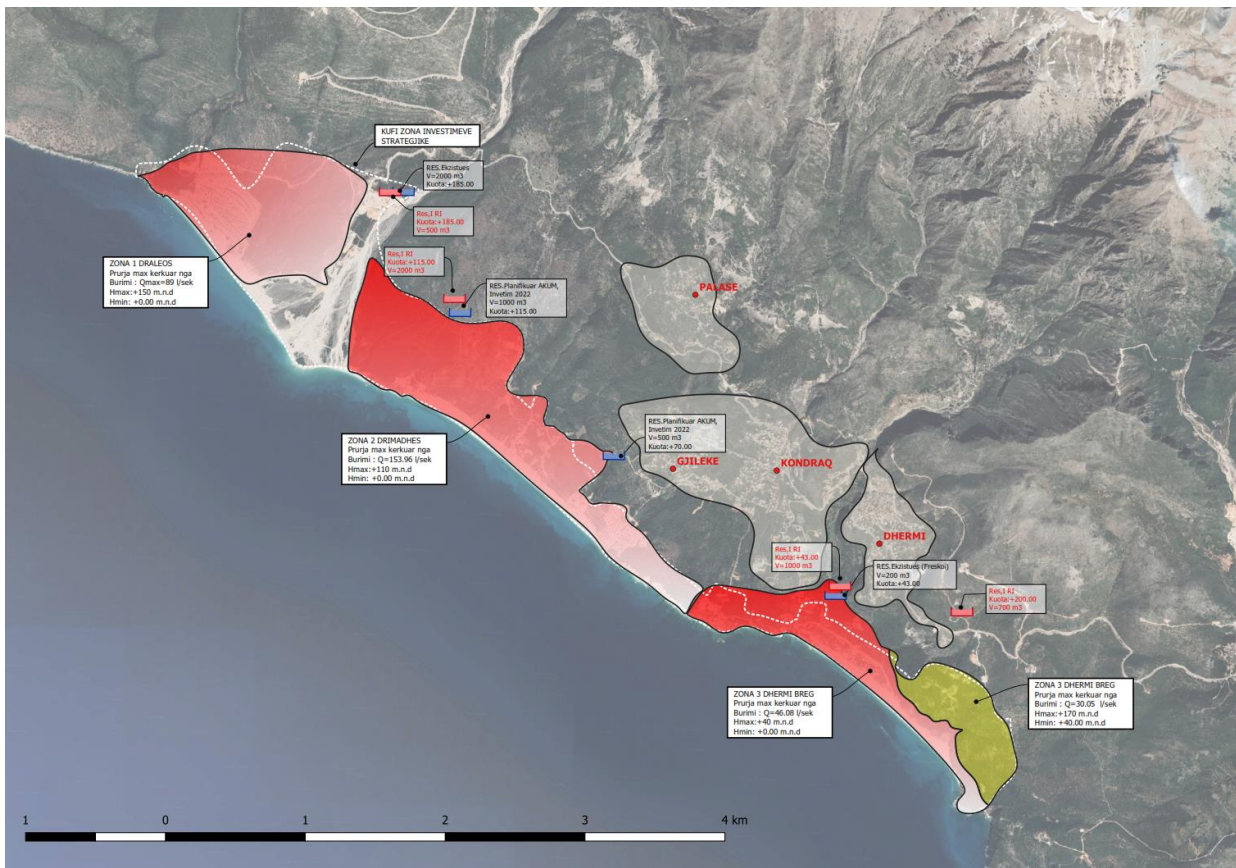 KUFI ZONA INVESTIMEVE
STRATEGJIKE
RES.Ekzistues
V=2000 m3
Kuota:+185.00
Res,I RI
Kuota:+185.00
V=500 m3
ZONA 1 DRALEOS
Prurja max kerkuar nga
Burimi : Qmax=89 l/sek
Hmax:+150 m.n.d
Hmin: +0.00 m.n.d
Res,I RI
Kuota:+115.00
V=2000 m3
RES.Planifikuar AKUM,
Invetim 2022
V=1000 m3
Kuota:+115.00
PALASE
ZONA 2 DRIMADHES
Prurja max kerkuar nga
Burimi : Q=153.96 l/sek
Hmax:+110 m.n.d
Hmin: +0.00 m.n.d
RES.Planifikuar AKUM,
Invetim 2022
V=500 m3
Kuota:+70.00
GJILEKE
KONDRAQ
DHERMI
Res,I RI
Kuota:+43.00
V=1000 m3
RES.Ekzistues (Freskoi)
V=200 m3
Kuota:+43.00
Res,I RI
Kuota:+200.00
V=700 m3
ZONA 3 DHERMI BREG
Prurja max kerkuar nga
Burimi : Q=46.08 l/sek
Hmax:+40 m.n.d
Hmin: +0.00 m.n.d
ZONA 3 DHERMI BREG
Prurja max kerkuar nga
Burimi : Q=30.05 l/sek
Hmax:+170 m.n.d
Hmin: +40.00 m.n.d
1 0 1 2 3 4 km